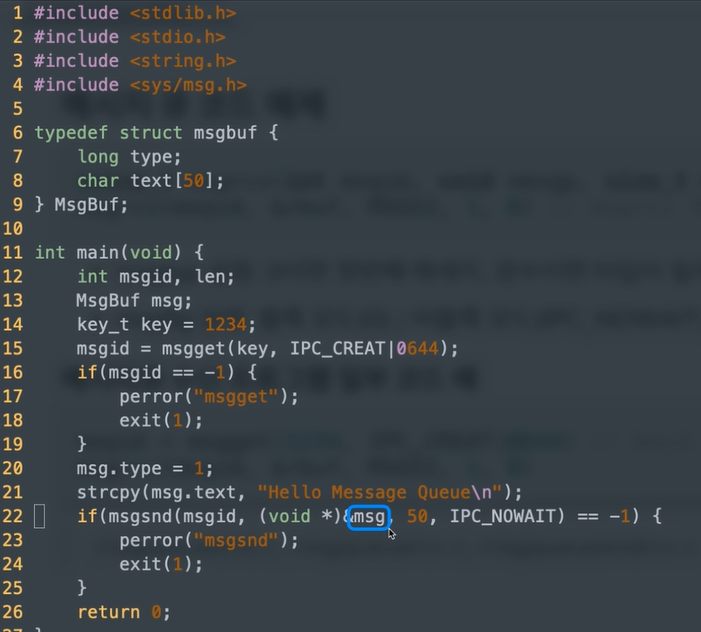 1 #include <stdlib.h>
2 #include <stdio.h>
3 #include <string.h>
4 #include <sys/msg.h>
5
6 typedef struct msgbuf {
7     long type;
8     char text[50];
9 } MsgBuf;
10
11 int main(void) {
12     int msgid, len;
13     MsgBuf msg;
14     key_t key = 1234;
15     msgid = msgget(key, IPC_CREAT|0644);
16     if(msgid == -1) {
17         perror("msgget");
18         exit(1);
19     }
20     msg.type = 1;
21     strcpy(msg.text, "Hello Message Queue\n");
22     if(msgsnd(msgid, (void *)&msg, 50, IPC_NOWAIT) == -1) {
23         perror("msgsnd");
24         exit(1);
25     }
26     return 0;
27 }